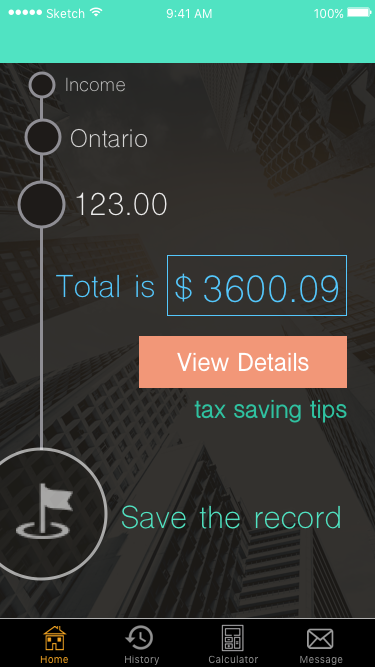 Sketch 9:41 AM 100%
Income
Ontario
123.00
Total is $ 3600.09
View Details
tax saving tips
Save the record
Home History Calculator Message